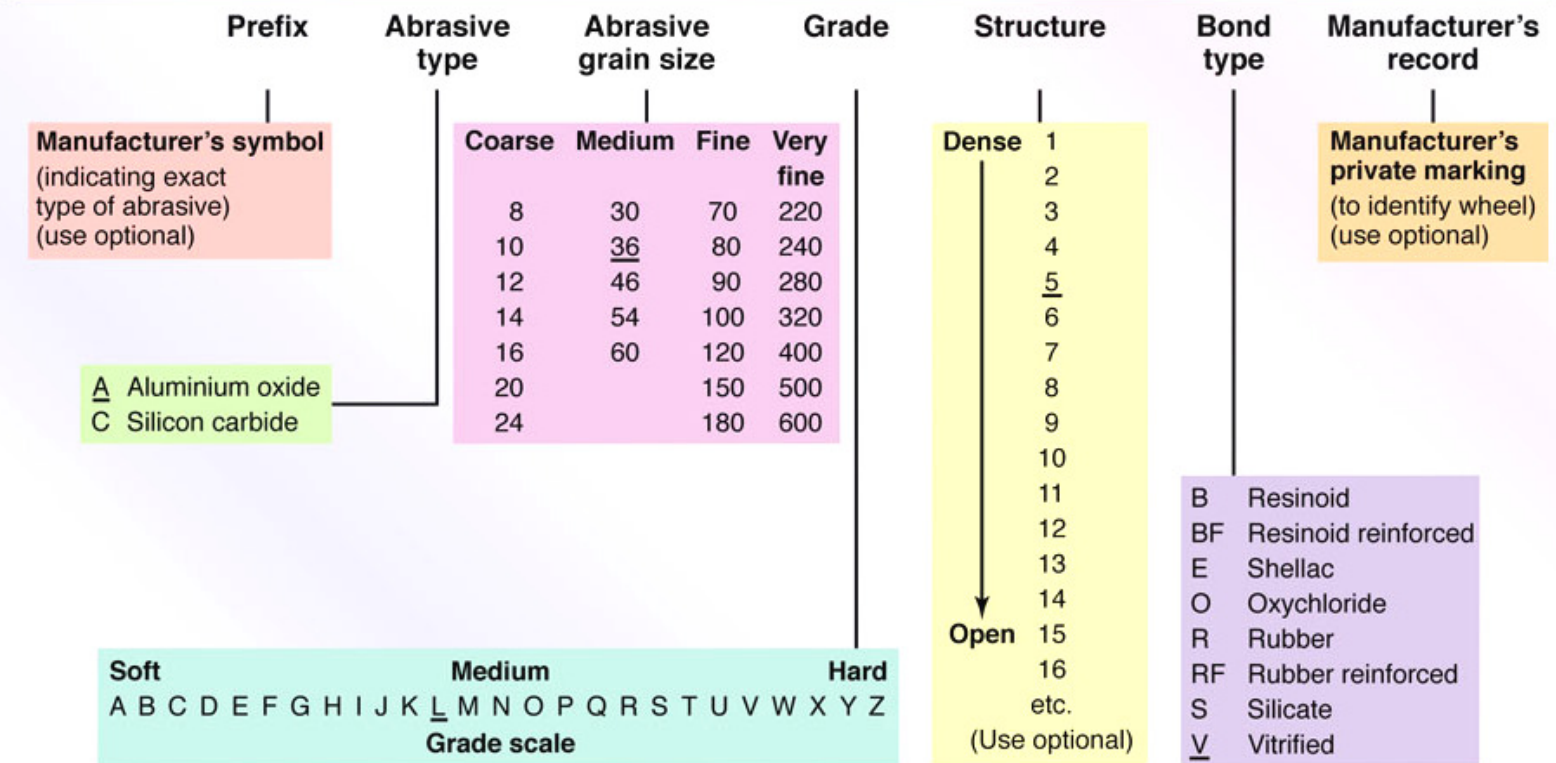 Prefix
Abrasive
type
Abrasive
grain size
Grade
Structure
Bond
type
Manufacturer’s
record
Manufacturer’s symbol
(indicating exact
type of abrasive)
(use optional)
A Aluminium oxide
C Silicon carbide
Coarse Medium Fine Very
fine
8 30 70 220
10 36 80 240
12 46 90 280
14 54 100 320
16 60 120 400
20 150 500
24 180 600
Soft Medium Hard
A B C D E F G H I J K L M N O P Q R S T U V W X Y Z
Grade scale
Dense 1
2
3
4
5
6
7
8
9
10
11
12
13
14
Open 15
16
etc.
(Use optional)
B Resinoid
BF Resinoid reinforced
E Shellac
O Oxychloride
R Rubber
RF Rubber reinforced
S Silicate
V Vitrified
Manufacturer’s
private marking
(to identify wheel)
(use optional)